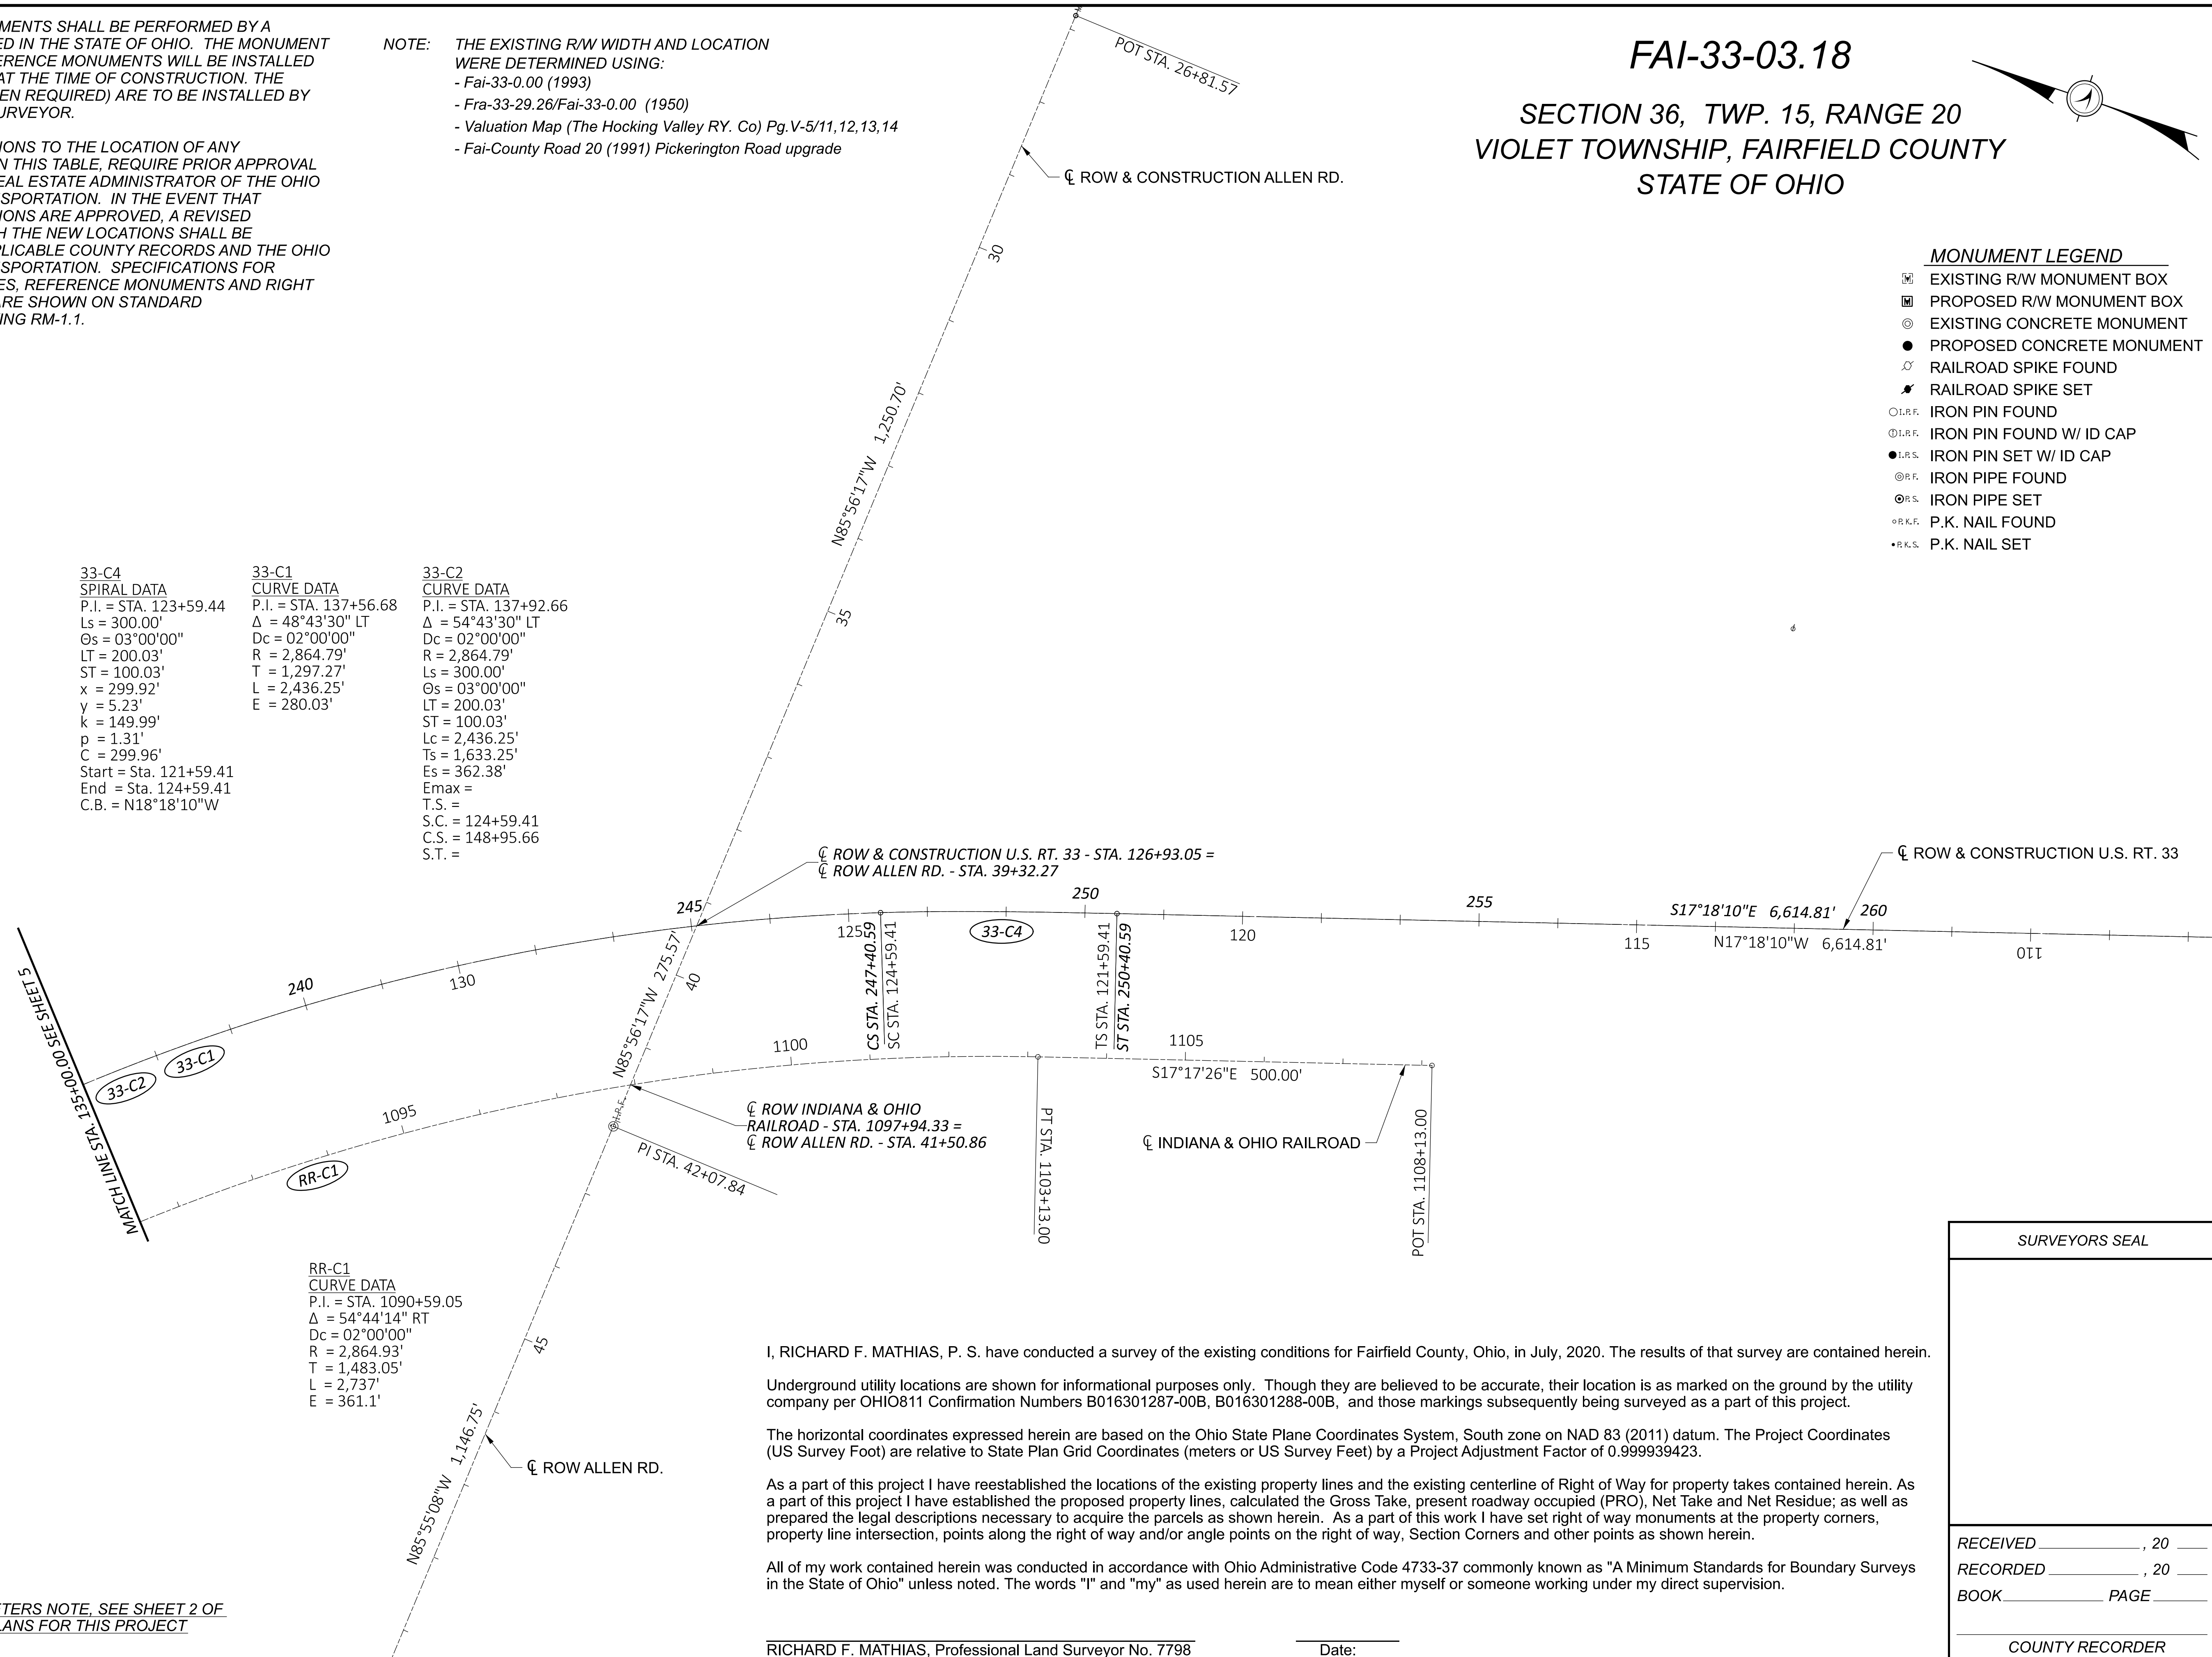 MENTS SHALL BE PERFORMED BY A
ED IN THE STATE OF OHIO. THE MONUMENT
ERENCE MONUMENTS WILL BE INSTALLED
AT THE TIME OF CONSTRUCTION. THE
EN REQUIRED) ARE TO BE INSTALLED BY
URVEYOR.
IONS TO THE LOCATION OF ANY
N THIS TABLE, REQUIRE PRIOR APPROVAL
EAL ESTATE ADMINISTRATOR OF THE OHIO
SPORTATION. IN THE EVENT THAT
IONS ARE APPROVED, A REVISED
H THE NEW LOCATIONS SHALL BE
PLICABLE COUNTY RECORDS AND THE OHIO
NSPORTATION. SPECIFICATIONS FOR
ES, REFERENCE MONUMENTS AND RIGHT
ARE SHOWN ON STANDARD
ING RM-1.1.
NOTE: THE EXISTING R/W WIDTH AND LOCATION
WERE DETERMINED USING:
- Fai-33-0.00 (1993)
- Fra-33-29.26/Fai-33-0.00 (1950)
- Valuation Map (The Hocking Valley RY. Co) Pg.V-5/11,12,13,14
- Fai-County Road 20 (1991) Pickerington Road upgrade
POT STA. 26+81.57
℄ ROW & CONSTRUCTION ALLEN RD.
30
N85°56'17"W 1,250.70'
35
FAI-33-03.18
SECTION 36, TWP. 15, RANGE 20
VIOLET TOWNSHIP, FAIRFIELD COUNTY
STATE OF OHIO
MONUMENT LEGEND
EXISTING R/W MONUMENT BOX
PROPOSED R/W MONUMENT BOX
EXISTING CONCRETE MONUMENT
PROPOSED CONCRETE MONUMENT
RAILROAD SPIKE FOUND
RAILROAD SPIKE SET
I.P.F. IRON PIN FOUND
I.P.F. IRON PIN FOUND W/ ID CAP
I.P.S. IRON PIN SET W/ ID CAP
P.F. IRON PIPE FOUND
P.S. IRON PIPE SET
P.K.F. P.K. NAIL FOUND
P.K.S. P.K. NAIL SET
33-C4
SPIRAL DATA
P.I. = STA. 123+59.44
Ls = 300.00'
Θs = 03°00'00"
LT = 200.03'
ST = 100.03'
x = 299.92'
y = 5.23'
k = 149.99'
p = 1.31'
C = 299.96'
Start = Sta. 121+59.41
End = Sta. 124+59.41
C.B. = N18°18'10"W
33-C1
CURVE DATA
P.I. = STA. 137+56.68
Δ = 48°43'30" LT
Dc = 02°00'00"
R = 2,864.79'
T = 1,297.27'
L = 2,436.25'
E = 280.03'
33-C2
CURVE DATA
P.I. = STA. 137+92.66
Δ = 54°43'30" LT
Dc = 02°00'00"
R = 2,864.79'
Ls = 300.00'
Θs = 03°00'00"
LT = 200.03'
ST = 100.03'
Lc = 2,436.25'
Ts = 1,633.25'
Es = 362.38'
Emax =
T.S. =
S.C. = 124+59.41
C.S. = 148+95.66
S.T. =
℄ ROW & CONSTRUCTION U.S. RT. 33 - STA. 126+93.05 =
℄ ROW ALLEN RD. - STA. 39+32.27
℄ ROW & CONSTRUCTION U.S. RT. 33
240
245
250
255
S17°18'10"E 6,614.81'
260
130
125
33-C4
120
115
N17°18'10"W 6,614.81'
110
CS STA. 247+40.59
SC STA. 124+59.41
TS STA. 121+59.41
ST STA. 250+40.59
N85°56'17"W 275.57'
40
MATCH LINE STA. 135+00.00 SEE SHEET 5
33-C2
33-C1
1095
1100
1105
RR-C1
S17°17'26"E 500.00'
I.P.F.
PI STA. 42+07.84
℄ ROW INDIANA & OHIO
RAILROAD - STA. 1097+94.33 =
℄ ROW ALLEN RD. - STA. 41+50.86
PT STA. 1103+13.00
℄ INDIANA & OHIO RAILROAD
POT STA. 1108+13.00
RR-C1
CURVE DATA
P.I. = STA. 1090+59.05
Δ = 54°44'14" RT
Dc = 02°00'00"
R = 2,864.93'
T = 1,483.05'
L = 2,737'
E = 361.1'
45
N85°55'08"W 1,146.75'
℄ ROW ALLEN RD.
I, RICHARD F. MATHIAS, P. S. have conducted a survey of the existing conditions for Fairfield County, Ohio, in July, 2020. The results of that survey are contained herein.
Underground utility locations are shown for informational purposes only. Though they are believed to be accurate, their location is as marked on the ground by the utility
company per OHIO811 Confirmation Numbers B016301287-00B, B016301288-00B, and those markings subsequently being surveyed as a part of this project.
The horizontal coordinates expressed herein are based on the Ohio State Plane Coordinates System, South zone on NAD 83 (2011) datum. The Project Coordinates
(US Survey Foot) are relative to State Plan Grid Coordinates (meters or US Survey Feet) by a Project Adjustment Factor of 0.999939423.
As a part of this project I have reestablished the locations of the existing property lines and the existing centerline of Right of Way for property takes contained herein. As
a part of this project I have established the proposed property lines, calculated the Gross Take, present roadway occupied (PRO), Net Take and Net Residue; as well as
prepared the legal descriptions necessary to acquire the parcels as shown herein. As a part of this work I have set right of way monuments at the property corners,
property line intersection, points along the right of way and/or angle points on the right of way, Section Corners and other points as shown herein.
All of my work contained herein was conducted in accordance with Ohio Administrative Code 4733-37 commonly known as "A Minimum Standards for Boundary Surveys
in the State of Ohio" unless noted. The words "I" and "my" as used herein are to mean either myself or someone working under my direct supervision.
RICHARD F. MATHIAS, Professional Land Surveyor No. 7798
Date:
TERS NOTE, SEE SHEET 2 OF
LANS FOR THIS PROJECT
SURVEYORS SEAL
RECEIVED , 20
RECORDED , 20
BOOK PAGE
COUNTY RECORDER